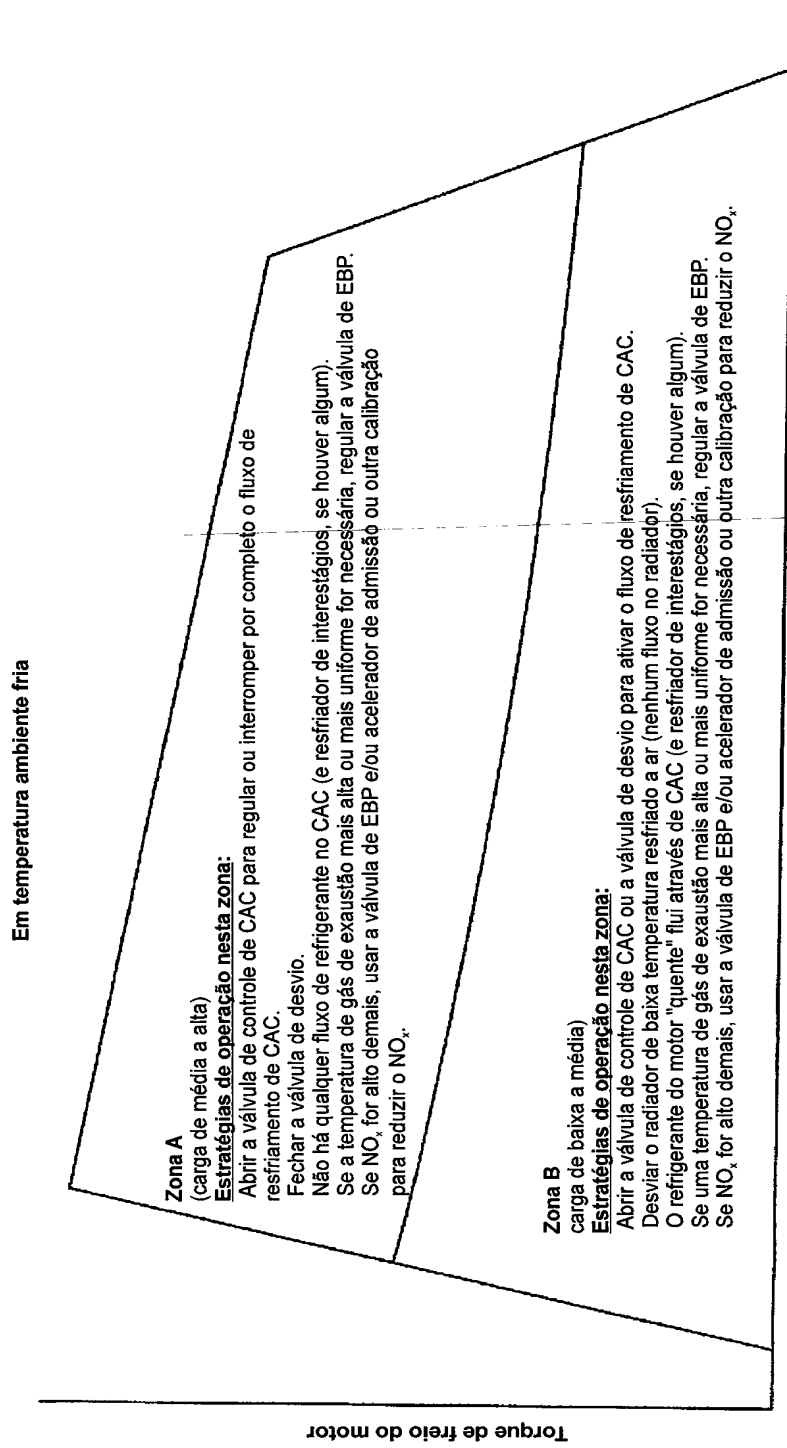 Em temperatura ambiente fria
Torque de freio do motor
Zona A
(carga de média a alta)
Estratégias de operação nesta zona:
Abrir a válvula de controle de CAC para regular ou interromper por completo o fluxo de
resfriamento de CAC.
Fechar a válvula de desvio.
Não há qualquer fluxo de refrigerante no CAC (e resfriador de interestágios, se houver algum).
Se a temperatura de gás de exaustão mais alta ou mais uniforme for necessária, regular a válvula de EBP.
Se NOx for alto demais, usar a válvula de EBP e/ou acelerador de admissão ou outra calibração
para reduzir o NOx.
Zona B
carga de baixa a média)
Estratégias de operação nesta zona:
Abrir a válvula de controle de CAC ou a válvula de desvio para ativar o fluxo de resfriamento de CAC.
Desviar o radiador de baixa temperatura resfriado a ar (nenhum fluxo no radiador).
O refrigerante do motor "quente" flui através de CAC (e resfriador de interestágios, se houver algum).
Se uma temperatura de gás de exaustão mais alta ou mais uniforme for necessária, regular a válvula de EBP.
Se NOx for alto demais, usar a válvula de EBP e/ou acelerador de admissão ou outra calibração para reduzir o NOx.